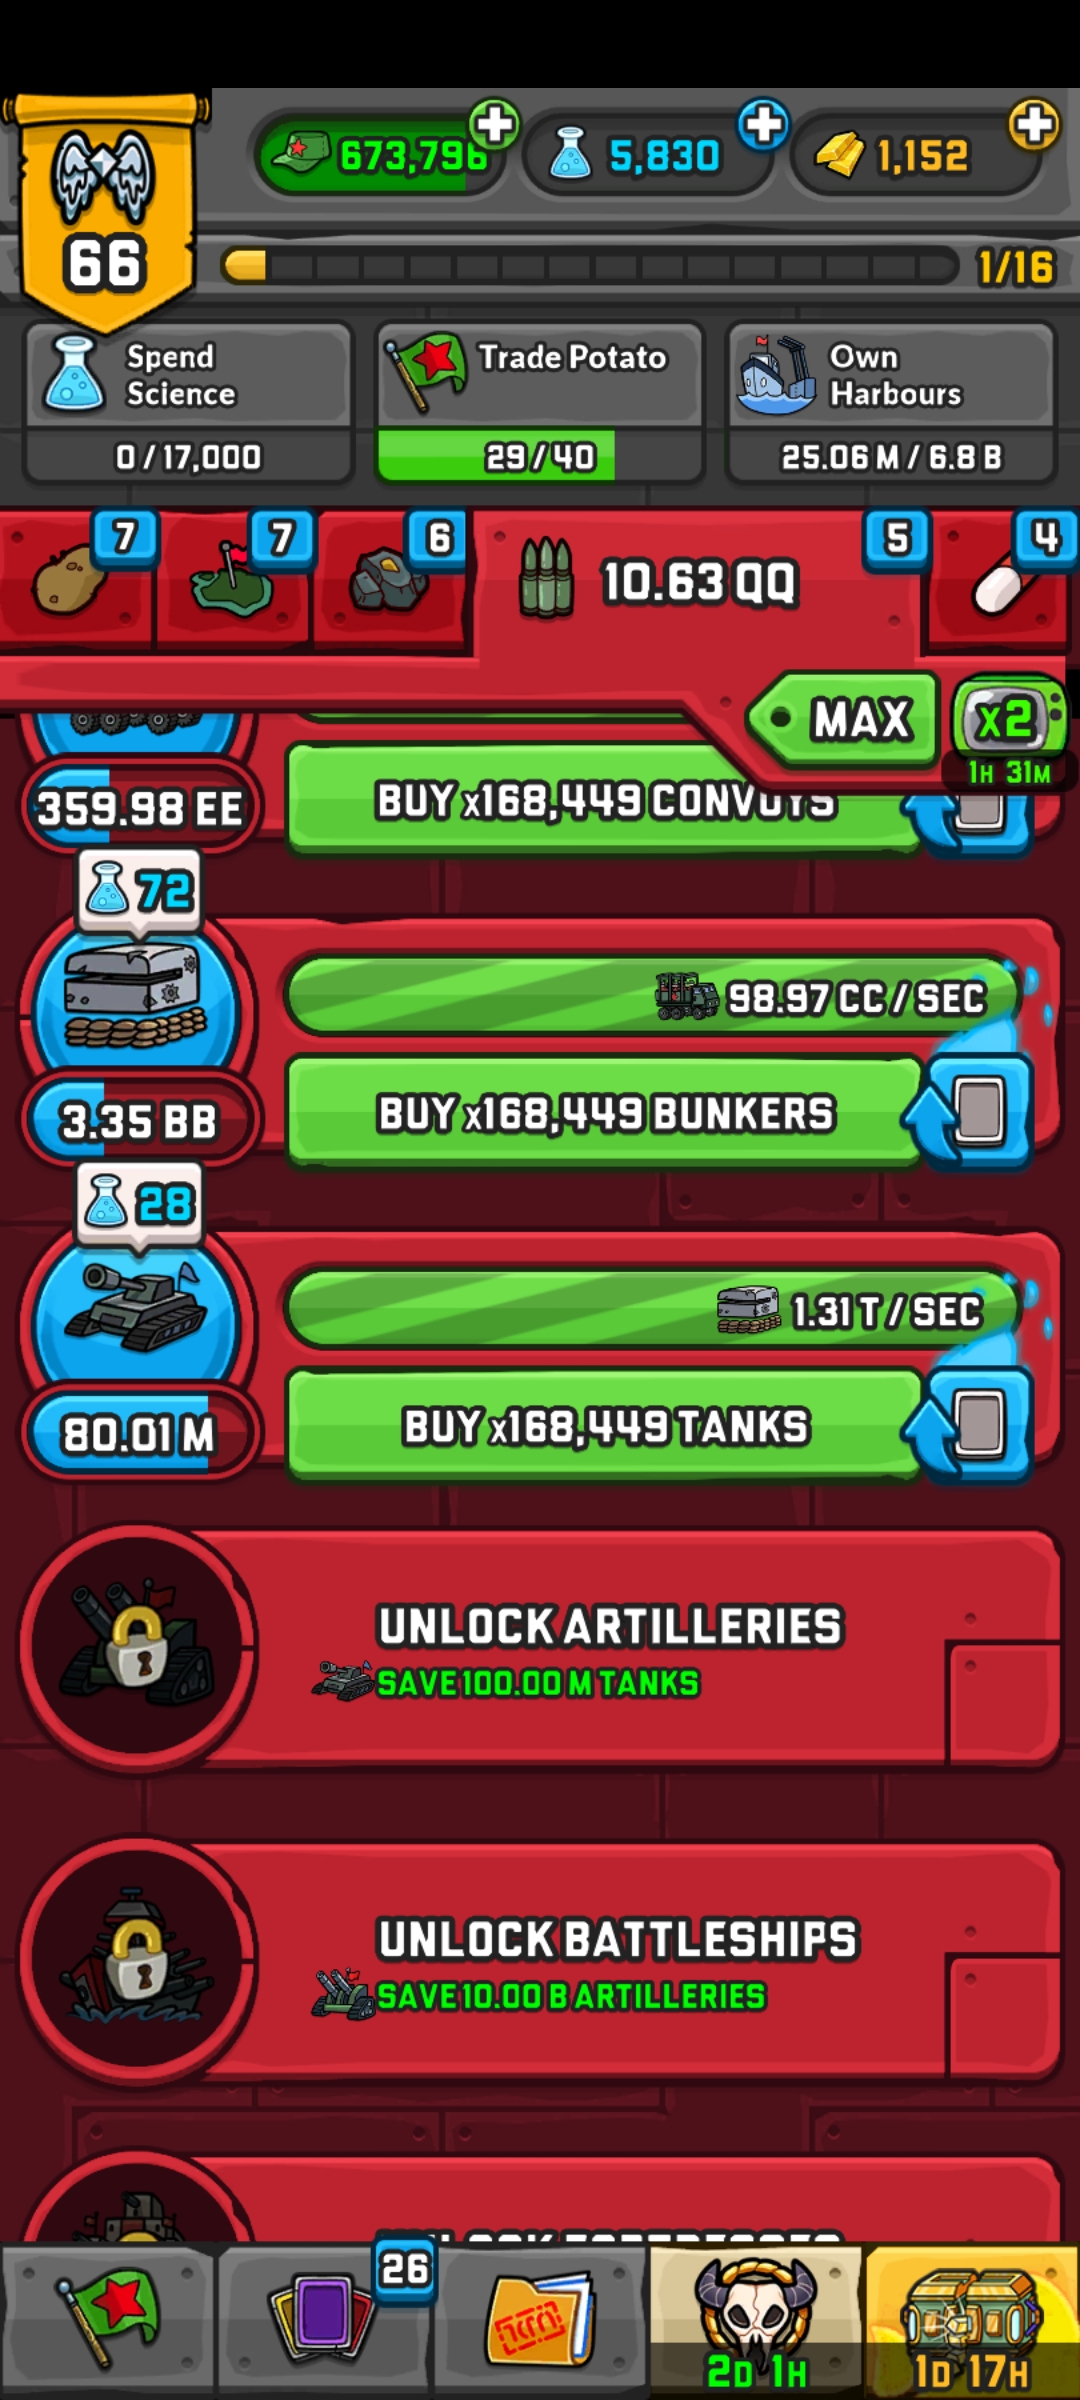 673,796
5,830
1,152
66
1/16
Spend
Science
0/17,000
Trade Potato
29/40
Own
Harbours
25.06 M / 6.8 B
7
7
6
10.63 QQ
5
4
MAX
x2
1H 31M
359.98 EE
BUY x168,449 CONVOYS
72
98.97 CC / SEC
3.35 BB
BUY x168,449 BUNKERS
28
1.31 T / SEC
80.01 M
BUY x168,449 TANKS
UNLOCK ARTILLERIES
SAVE 100.00 M TANKS
UNLOCK BATTLESHIPS
SAVE 10.00 B ARTILLERIES
26
2D 1H
1D 17H